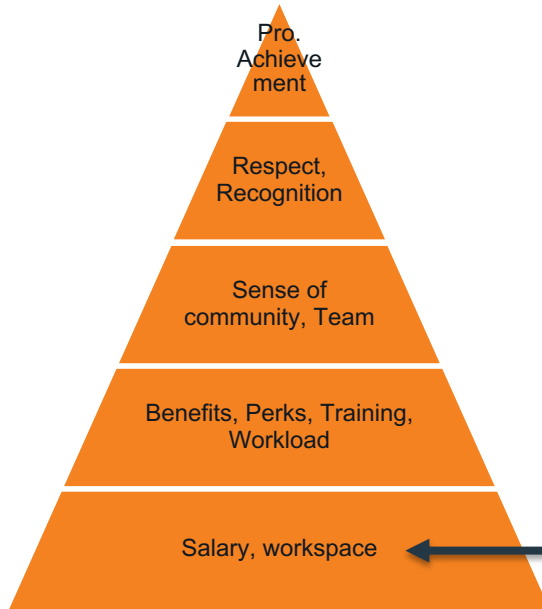 Pro.
Achieve
ment
Respect,
Recognition
Sense of
community, Team
Benefits, Perks, Training,
Workload
Salary, workspace